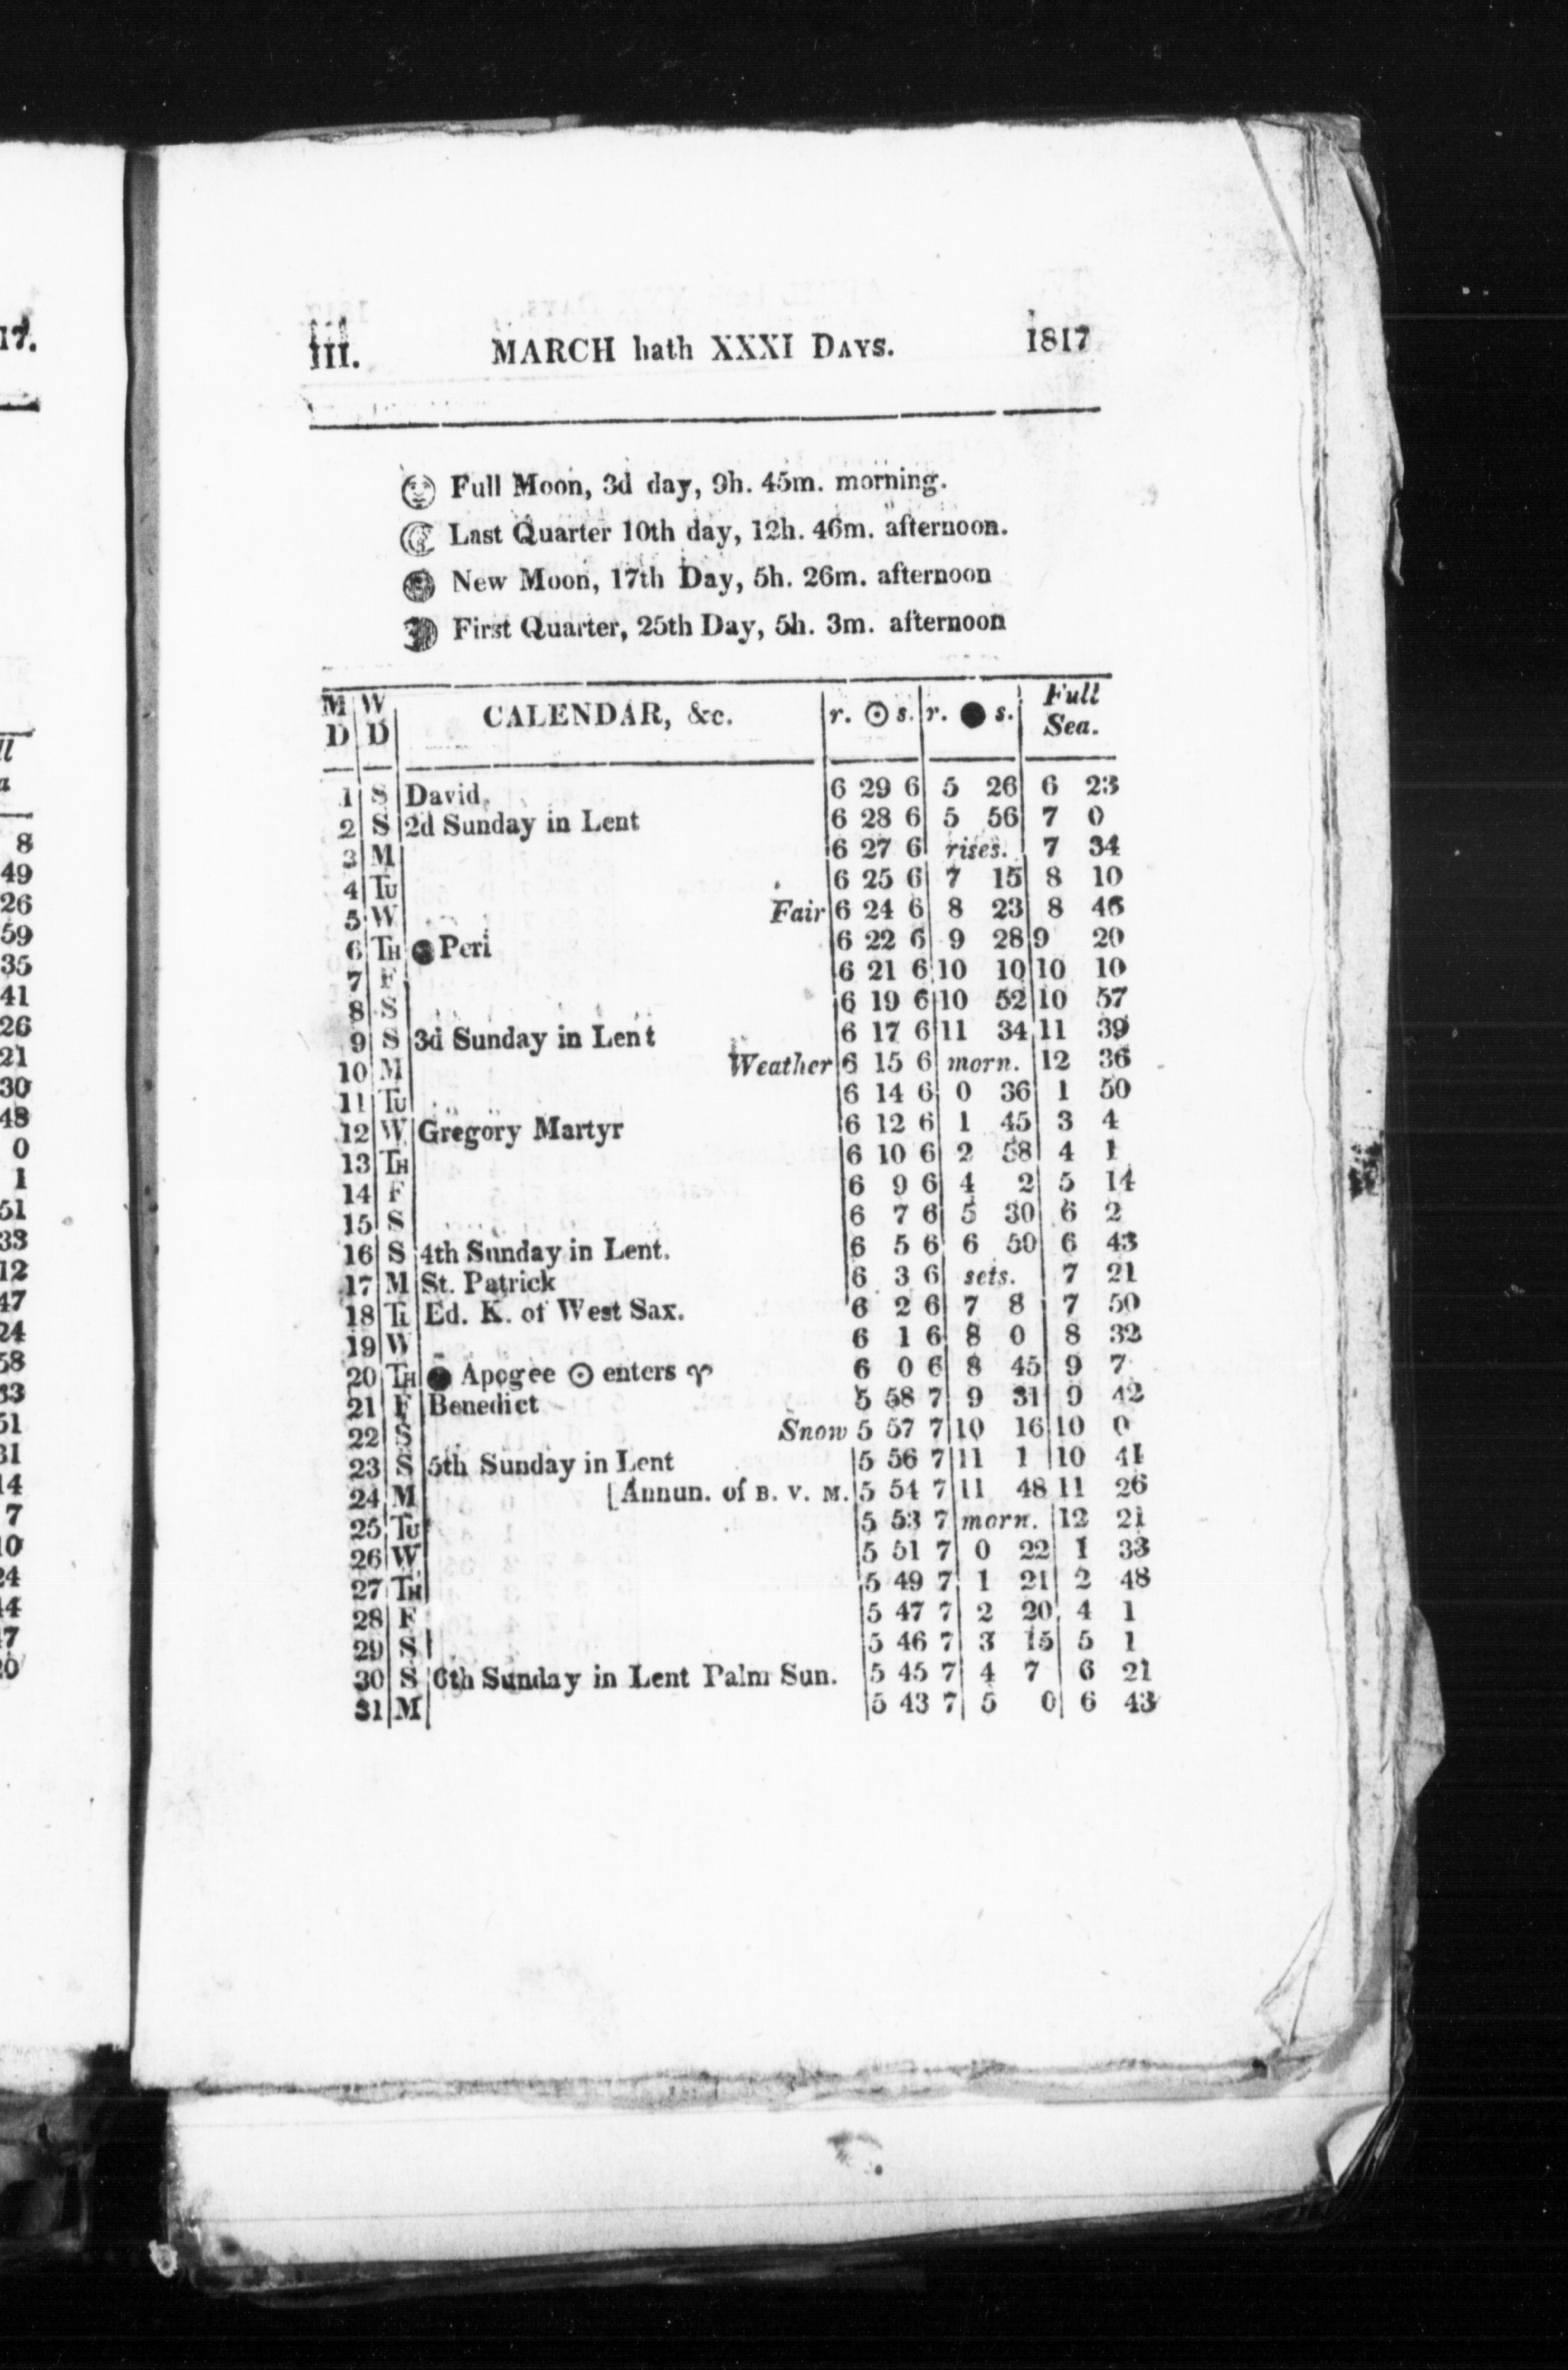 III. MARCH hath XXXI DAYS. 1817
Full Moon, 3d day, 9h. 45m. morning.
Last Quarter 10th day, 12h. 46m. afternoon.
New Moon, 17th Day, 5h. 26m. afternoon
First Quarter, 25th Day, 5h. 3m. afternoon
M D W D CALENDAR, &c. r. ☉ s. r. ● s. Full Sea.
1 S David, 6 29 6 5 26 6 23
2 S 2d Sunday in Lent 6 28 6 5 56 7 0
3 M 6 27 6 rises. 7 34
4 TU 6 25 6 7 15 8 10
5 W Fair 6 24 6 8 23 8 46
6 TH ● Peri 6 22 6 9 28 9 20
7 F 6 21 6 10 10 10 10
8 S 6 19 6 10 52 10 57
9 S 3d Sunday in Lent 6 17 6 11 34 11 39
10 M Weather 6 15 6 morn. 12 36
11 TU 6 14 6 0 36 1 50
12 W Gregory Martyr 6 12 6 1 45 3 4
13 TH 6 10 6 2 58 4 1
14 F 6 9 6 4 2 5 14
15 S 6 7 6 5 30 6 2
16 S 4th Sunday in Lent. 6 5 6 6 50 6 43
17 M St. Patrick 6 3 6 sets. 7 21
18 TU Ed. K. of West Sax. 6 2 6 7 8 7 50
19 W 6 1 6 8 0 8 32
20 TH ● Apogee ☉ enters ♈ 6 0 6 8 45 9 7
21 F Benedict 5 58 7 9 31 9 42
22 S Snow 5 57 7 10 16 10 0
23 S 5th Sunday in Lent 5 56 7 11 1 10 41
24 M [Annun. of B. V. M. 5 54 7 11 48 11 26
25 TU 5 53 7 morn. 12 21
26 W 5 51 7 0 22 1 33
27 TH 5 49 7 1 21 2 48
28 F 5 47 7 2 20 4 1
29 S 5 46 7 3 15 5 1
30 S 6th Sunday in Lent Palm Sun. 5 45 7 4 7 6 21
31 M 5 43 7 5 0 6 43